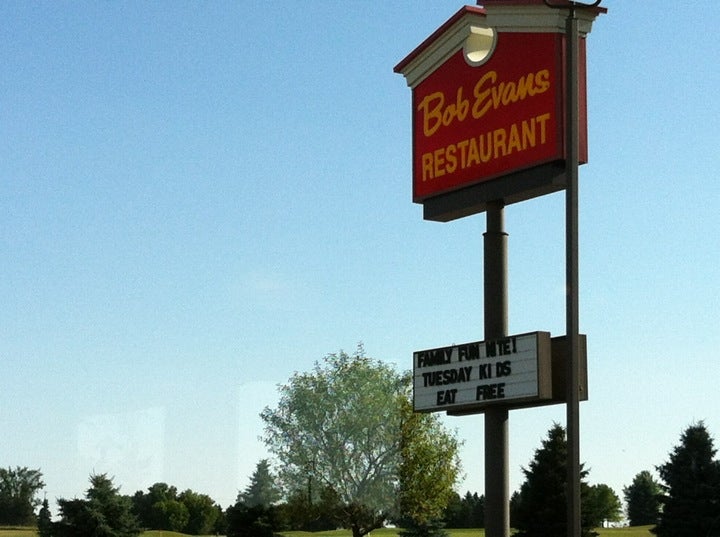 Bob Evans
RESTAURANT
FAMILY FUN NITE!
TUESDAY KIDS
EAT FREE